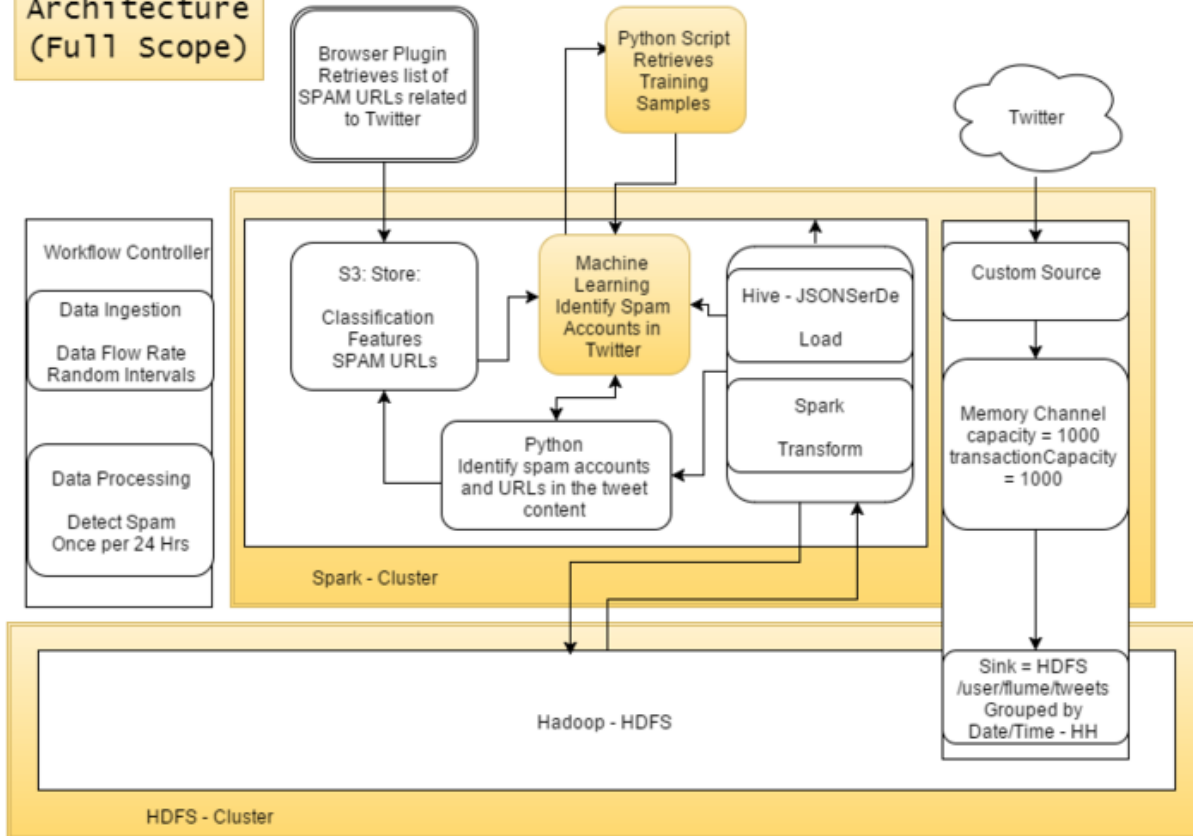 Architecture
(Full Scope)
Browser Plugin
Retrieves list of
SPAM URLs related
to Twitter
Python Script
Retrieves
Training
Samples
Twitter
Workflow Controller
Data Ingestion
Data Flow Rate
Random Intervals
Data Processing
Detect Spam
Once per 24 Hrs
S3: Store:
Classification
Features
SPAM URLs
Machine
Learning
Identify Spam
Accounts in
Twitter
Python
Identify spam accounts
and URLs in the tweet
content
Hive - JSONSerDe
Load
Spark
Transform
Custom Source
Memory Channel
capacity = 1000
transactionCapacity
= 1000
Spark - Cluster
Sink = HDFS
/user/flume/tweets
Grouped by
Date/Time - HH
Hadoop - HDFS
HDFS - Cluster